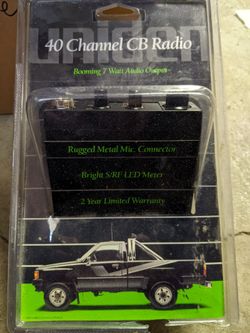 UNIDEN
40 Channel CB Radio
Booming 7 Watt Audio Output
Rugged Metal Mic. Connector
Bright S/RF LED Meter
2 Year Limited Warranty